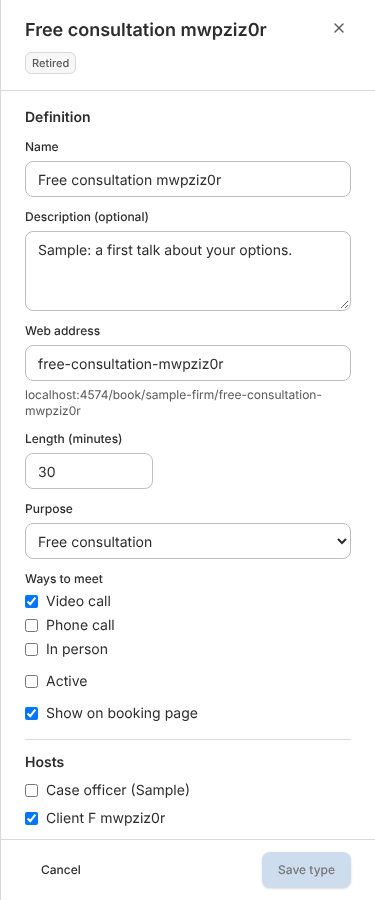 Free consultation mwpziz0r
Retired
Definition
Name
Free consultation mwpziz0r
Description (optional)
Sample: a first talk about your options.
Web address
free-consultation-mwpziz0r
localhost:4574/book/sample-firm/free-consultation-
mwpziz0r
Length (minutes)
30
Purpose
Free consultation
Ways to meet
Video call
Phone call
In person
Active
Show on booking page
Hosts
Case officer (Sample)
Client F mwpziz0r
Cancel
Save type